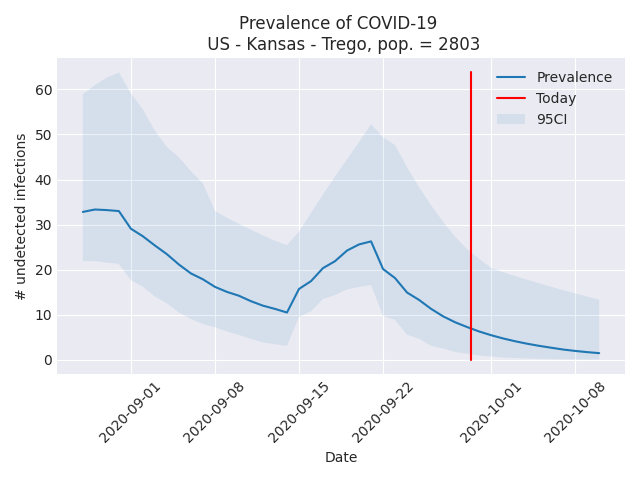 Prevalence of COVID-19
US - Kansas - Trego, pop. = 2803
Prevalence
Today
95CI
# undetected infections
60
50
40
30
20
10
0
2020-09-01
2020-09-08
2020-09-15
2020-09-22
2020-10-01
2020-10-08
Date